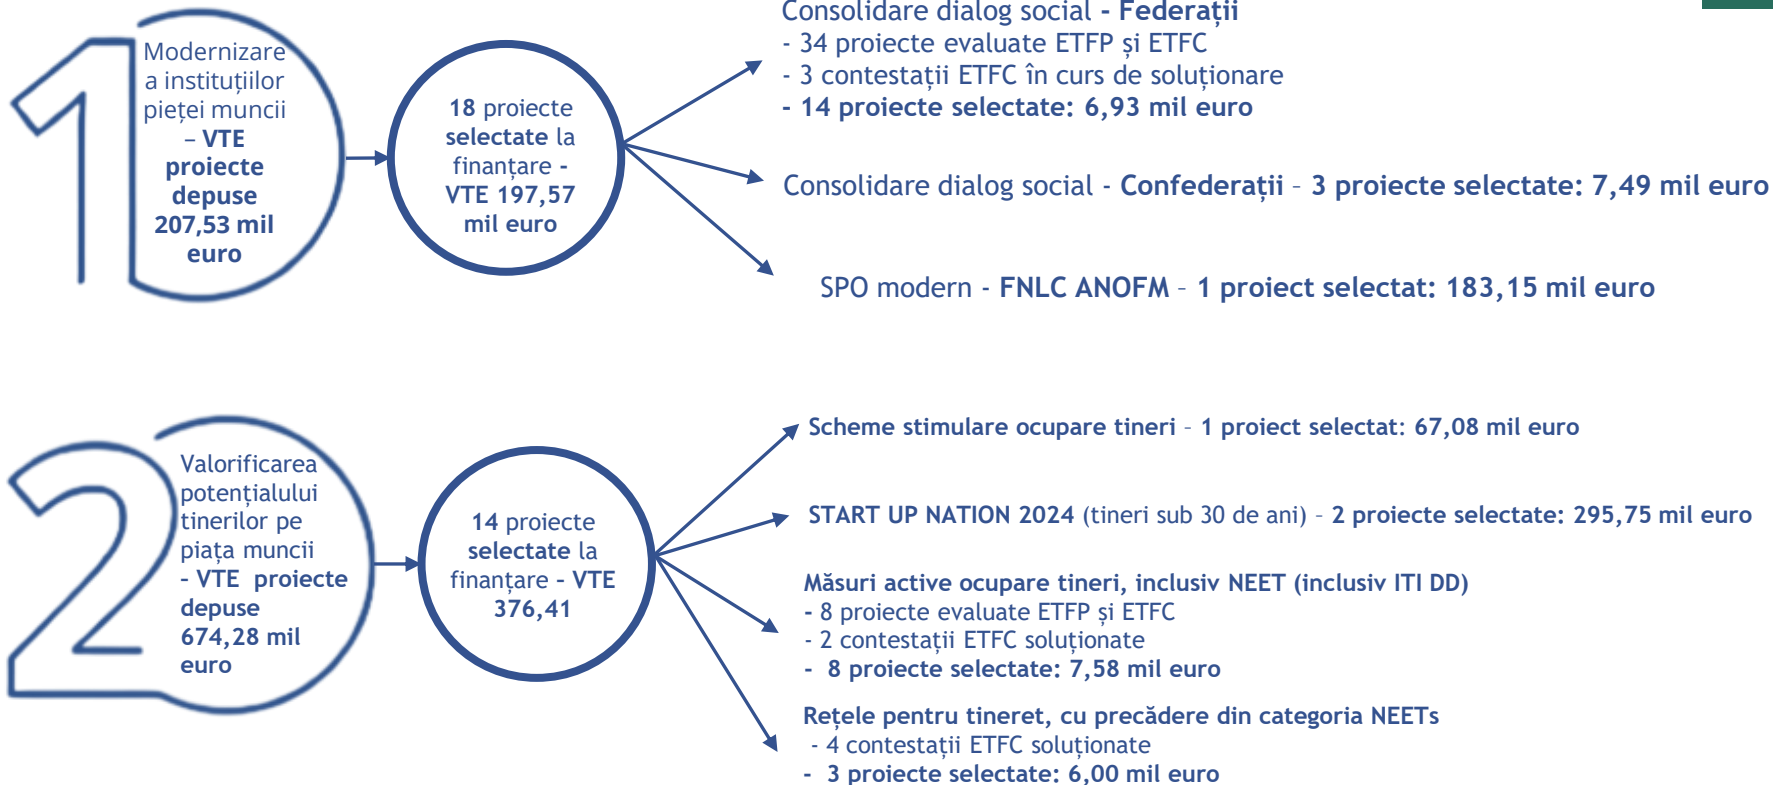 Modernizare
a instituțiilor
pieței muncii
– VTE
proiecte
depuse
207,53 mil
euro
18 proiecte
selectate la
finanțare -
VTE 197,57
mil euro
Consolidare dialog social - Federații
- 34 proiecte evaluate ETFP și ETFC
- 3 contestații ETFC în curs de soluționare
- 14 proiecte selectate: 6,93 mil euro
Consolidare dialog social - Confederații – 3 proiecte selectate: 7,49 mil euro
SPO modern - FNLC ANOFM – 1 proiect selectat: 183,15 mil euro
1
Valorificarea
potențialului
tinerilor pe
piața muncii
- VTE proiecte
depuse
674,28 mil
euro
14 proiecte
selectate la
finanțare – VTE
376,41
Scheme stimulare ocupare tineri – 1 proiect selectat: 67,08 mil euro
START UP NATION 2024 (tineri sub 30 de ani) – 2 proiecte selectate: 295,75 mil euro
Măsuri active ocupare tineri, inclusiv NEET (inclusiv ITI DD)
- 8 proiecte evaluate ETFP și ETFC
- 2 contestații ETFC soluționate
- 8 proiecte selectate: 7,58 mil euro
Rețele pentru tineret, cu precădere din categoria NEETs
- 4 contestații ETFC soluționate
- 3 proiecte selectate: 6,00 mil euro
2